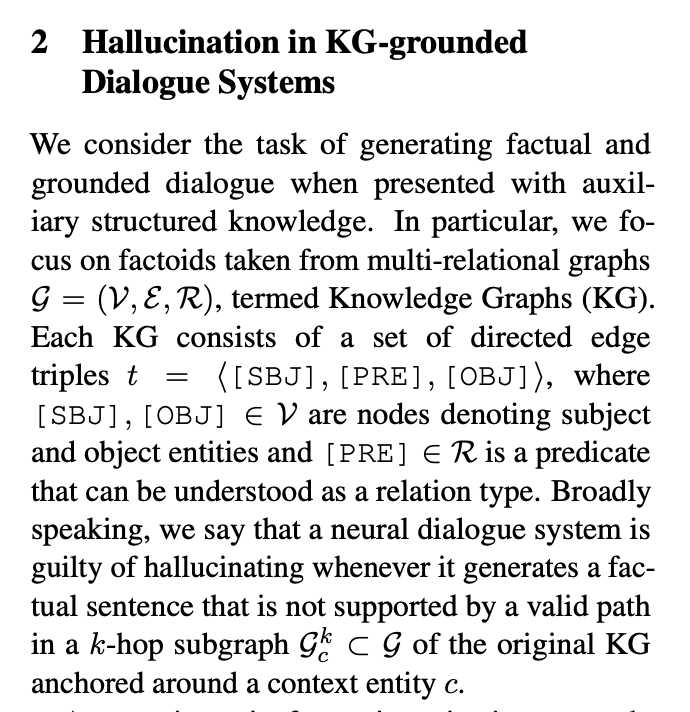 2 Hallucination in KG-grounded
Dialogue Systems
We consider the task of generating factual and
grounded dialogue when presented with auxil-
iary structured knowledge. In particular, we fo-
cus on factoids taken from multi-relational graphs
𝒢 = (𝒱, ℰ, ℛ), termed Knowledge Graphs (KG).
Each KG consists of a set of directed edge
triples t = ⟨[SBJ], [PRE], [OBJ]⟩, where
[SBJ], [OBJ] ∈ 𝒱 are nodes denoting subject
and object entities and [PRE] ∈ ℛ is a predicate
that can be understood as a relation type. Broadly
speaking, we say that a neural dialogue system is
guilty of hallucinating whenever it generates a fac-
tual sentence that is not supported by a valid path
in a k-hop subgraph 𝒢_c^k ⊂ 𝒢 of the original KG
anchored around a context entity c.